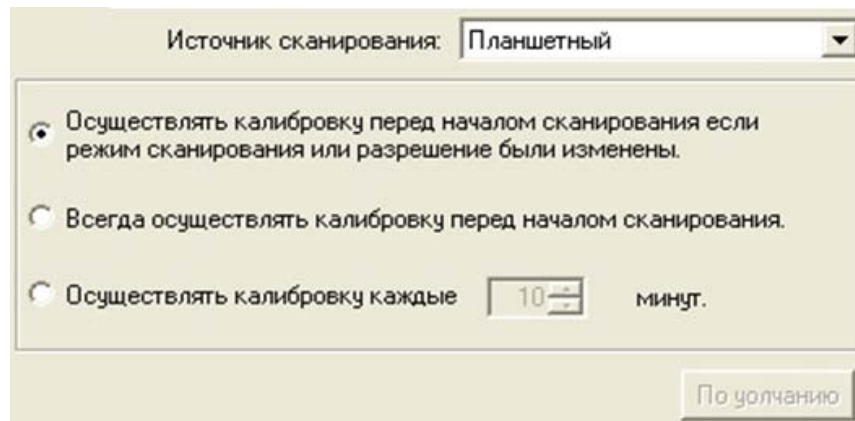 Источник сканирования: Планшетный
Осуществлять калибровку перед началом сканирования если
режим сканирования или разрешение были изменены.
Всегда осуществлять калибровку перед началом сканирования.
Осуществлять калибровку каждые 10 минут.
По уолчанию